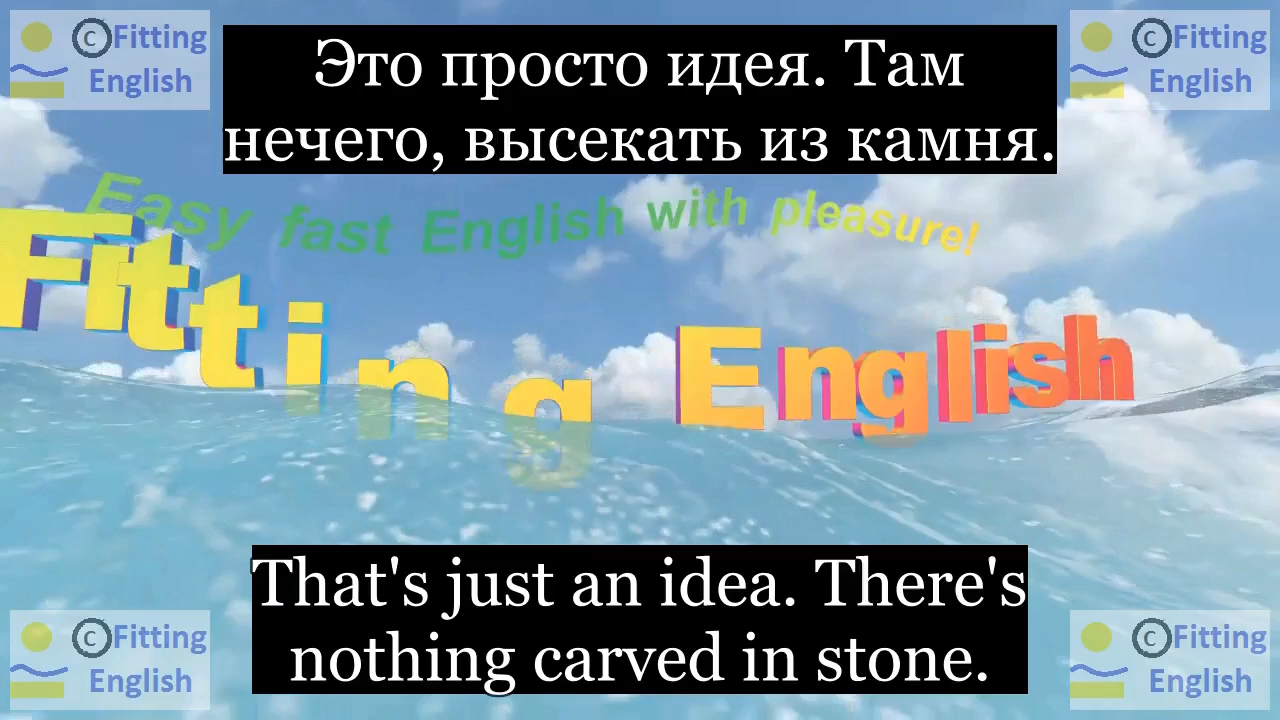 © Fitting
English
© Fitting
English
Это просто идея. Там
нечего, высекать из камня.
Easy fast English with pleasure!
Fitting English
That's just an idea. There's
nothing carved in stone.
© Fitting
English
© Fitting
English